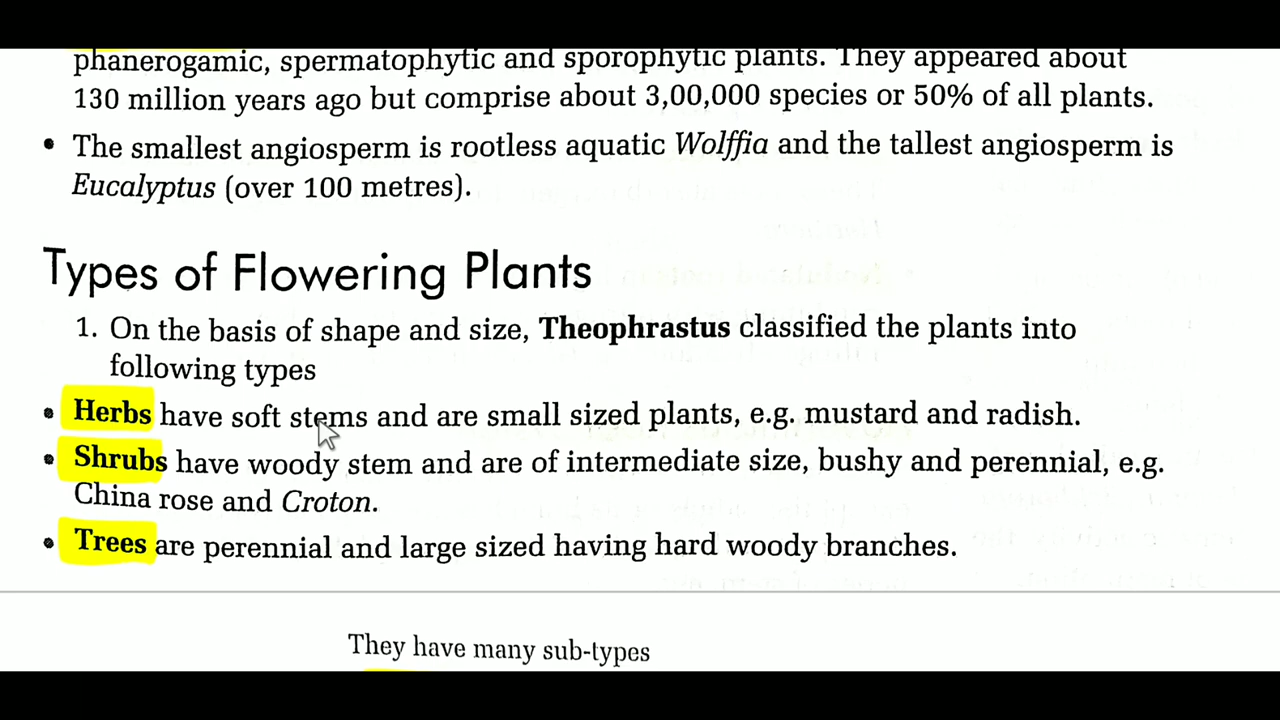 phanerogamic, spermatophytic and sporophytic plants. They appeared about
130 million years ago but comprise about 3,00,000 species or 50% of all plants.
• The smallest angiosperm is rootless aquatic Wolffia and the tallest angiosperm is
Eucalyptus (over 100 metres).
Types of Flowering Plants
1. On the basis of shape and size, Theophrastus classified the plants into
following types
• Herbs have soft stems and are small sized plants, e.g. mustard and radish.
• Shrubs have woody stem and are of intermediate size, bushy and perennial, e.g.
China rose and Croton.
• Trees are perennial and large sized having hard woody branches.
They have many sub-types